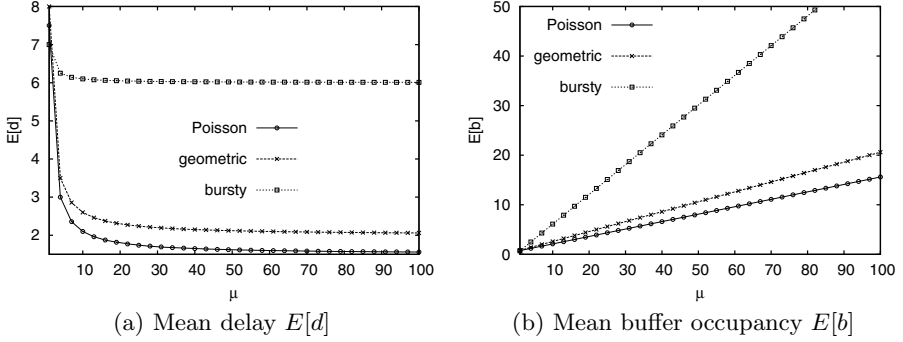 8
7
6
5
4
3
2
E[d]
Poisson
geometric
bursty
10 20 30 40 50 60 70 80 90 100
μ
(a) Mean delay E[d]
50
40
30
20
10
0
E[b]
Poisson
geometric
bursty
10 20 30 40 50 60 70 80 90 100
μ
(b) Mean buffer occupancy E[b]